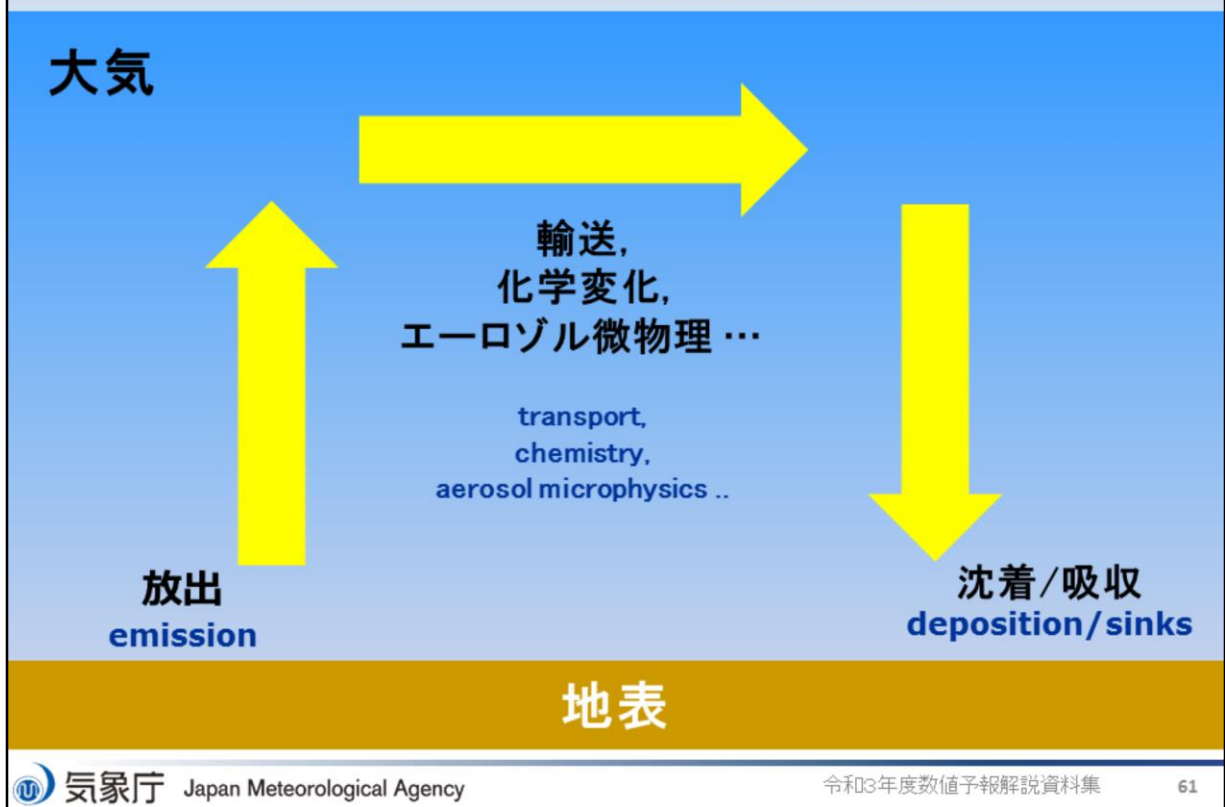 大気
輸送,
化学変化,
エーロゾル微物理 …
transport,
chemistry,
aerosol microphysics ..
放出
emission
沈着/吸収
deposition/sinks
地表
気象庁 Japan Meteorological Agency
令和3年度数値予報解説資料集 61